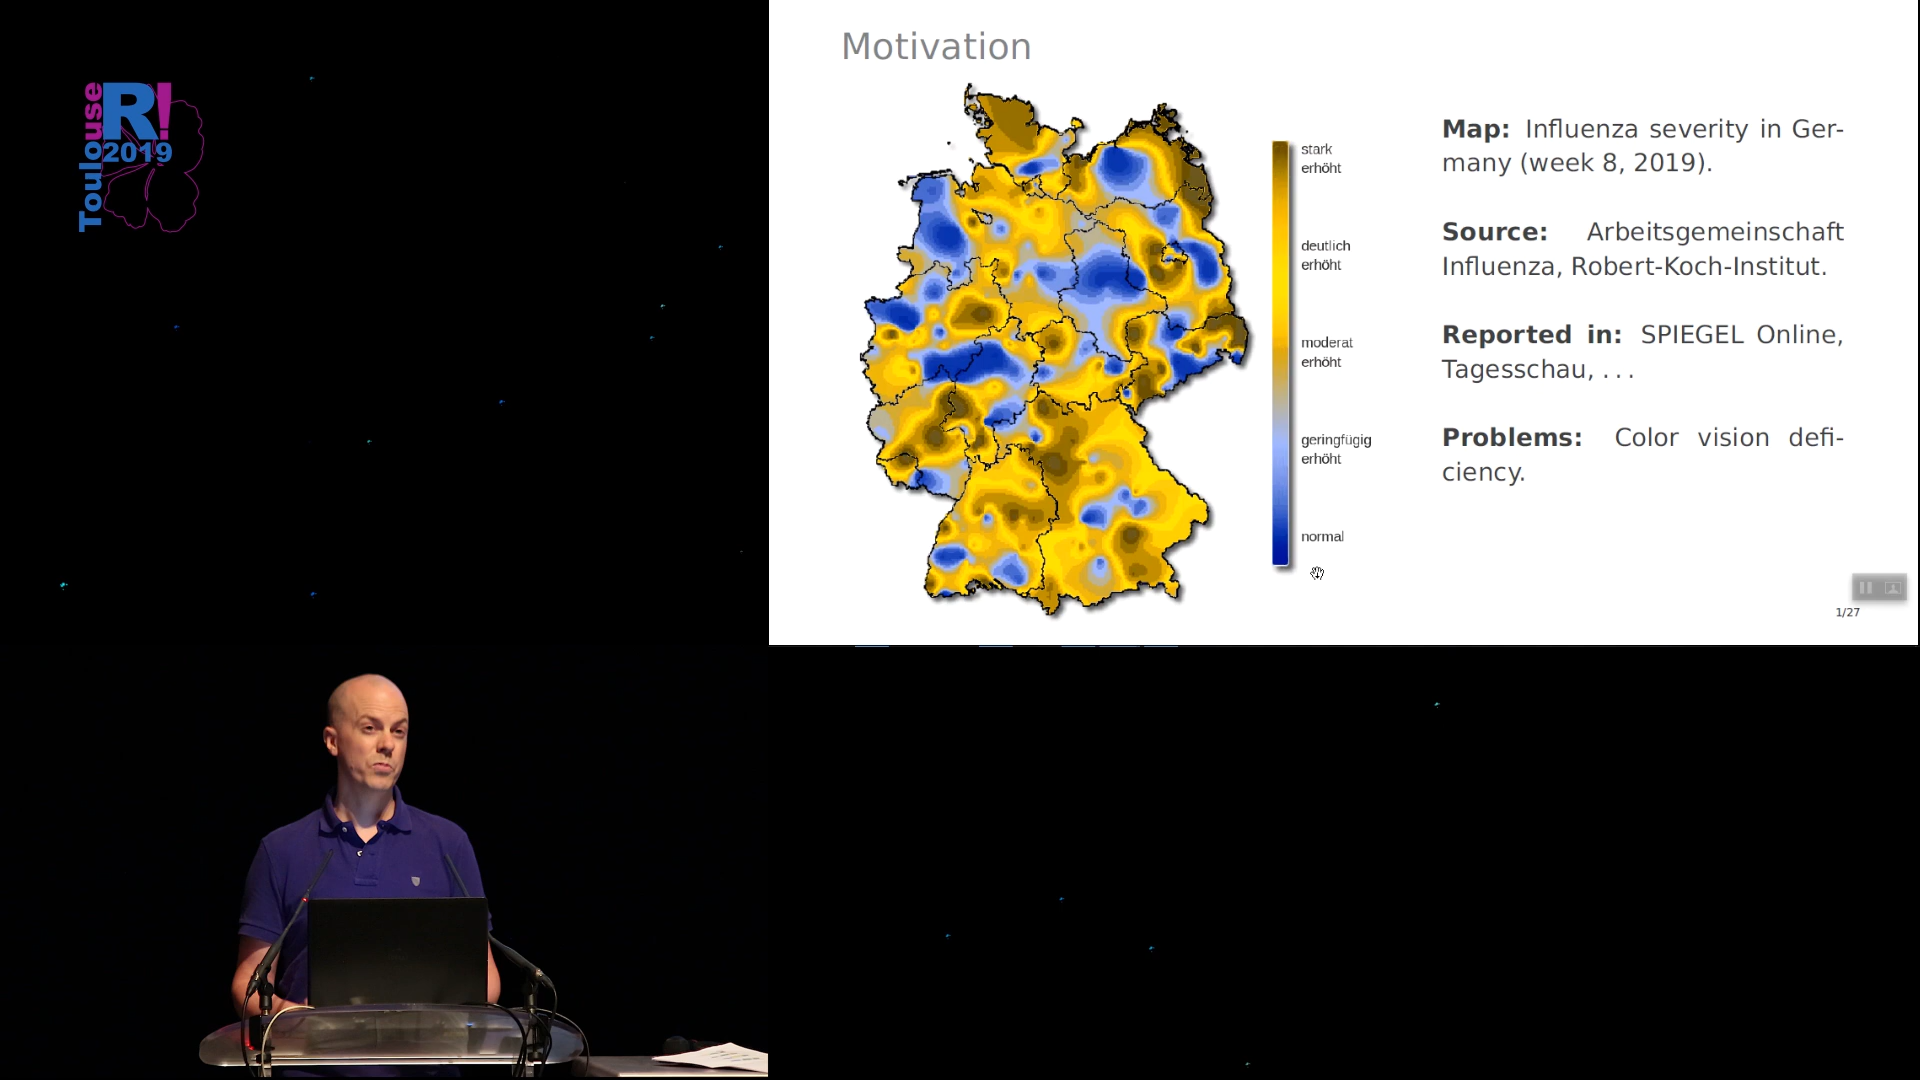 Toulouse
R!
2019
Motivation
stark
erhöht
deutlich
erhöht
moderat
erhöht
geringfügig
erhöht
normal
Map: Influenza severity in Ger-
many (week 8, 2019).
Source: Arbeitsgemeinschaft
Influenza, Robert-Koch-Institut.
Reported in: SPIEGEL Online,
Tagesschau, . . .
Problems: Color vision defi-
ciency.
1/27